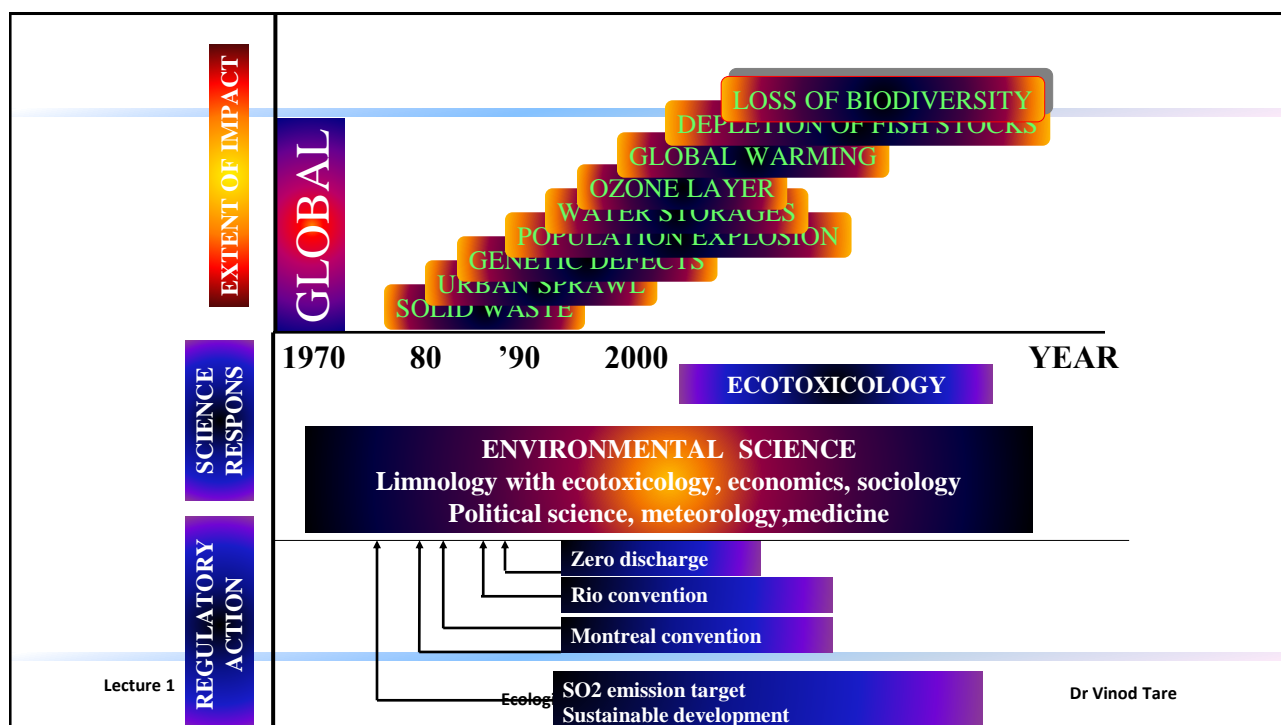 EXTENT OF IMPACT
GLOBAL
LOSS OF BIODIVERSITY
DEPLETION OF FISH STOCKS
GLOBAL WARMING
OZONE LAYER
WATER STORAGES
POPULATION EXPLOSION
GENETIC DEFECTS
URBAN SPRAWL
SOLID WASTE
1970 80 '90 2000 YEAR
SCIENCE
RESPONS
ECOTOXICOLOGY
ENVIRONMENTAL SCIENCE
Limnology with ecotoxicology, economics, sociology
Political science, meteorology,medicine
REGULATORY
ACTION
Zero discharge
Rio convention
Montreal convention
SO2 emission target
Sustainable development
Lecture 1
Dr Vinod Tare